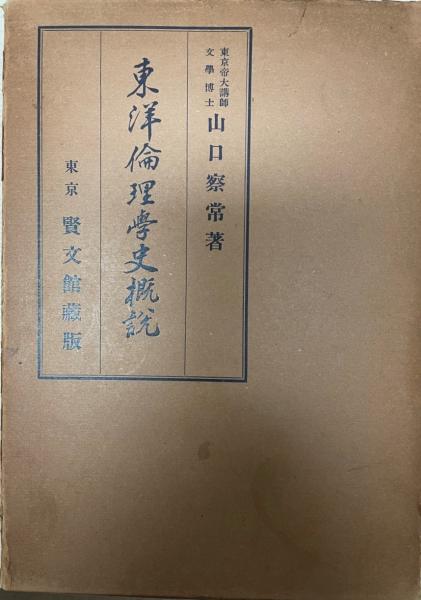 東京帝大講師
文學博士
山口察常著
東洋倫理學史概說
東京 賢文館藏版